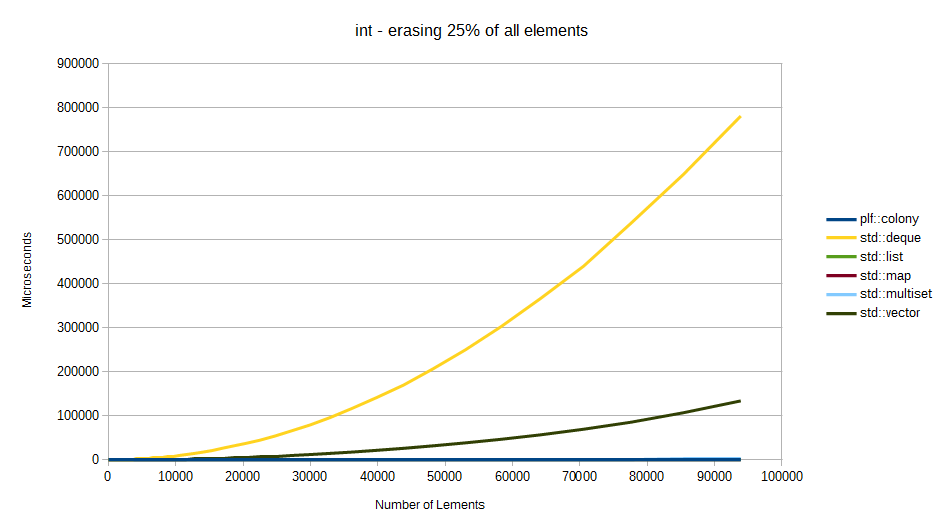 int - erasing 25% of all elements
900000
800000
700000
600000
500000
400000
300000
200000
100000
0
Microseconds
0 10000 20000 30000 40000 50000 60000 70000 80000 90000 100000
Number of Lements
plf::colony
std::deque
std::list
std::map
std::multiset
std::vector